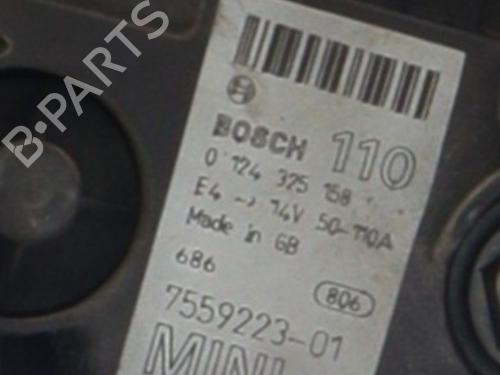 B-PARTS
BOSCH 110
0 124 325 158
E4 -> 14V 50-110A
Made in GB
686 806
7559223-01
MINI